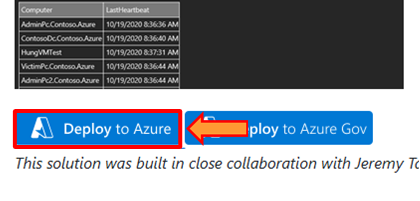 Computer LastHeartbeat
AdminPc.Contoso.Azure 10/19/2020 8:36:36 AM
ContosoDc.Contoso.Azure 10/19/2020 8:36:40 AM
HungVMTest 10/19/2020 8:37:31 AM
VictimPc.Contoso.Azure 10/19/2020 8:36:44 AM
AdminPc2.Contoso.Azure 10/19/2020 8:36:44 AM
Deploy to Azure
eploy to Azure Gov
This solution was built in close collaboration with Jeremy